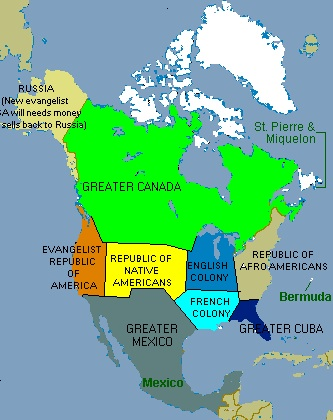 RUSSIA
(New evangelist
SA will needs money
sells back to Russia)
St. Pierre &
Miquelon
GREATER CANADA
EVANGELIST
REPUBLIC
OF
AMERICA
REPUBLIC OF
NATIVE
AMERICANS
ENGLISH
COLONY
REPUBLIC OF
AFRO AMERICANS
FRENCH
COLONY
Bermuda
GREATER
MEXICO
GREATER CUBA
Mexico